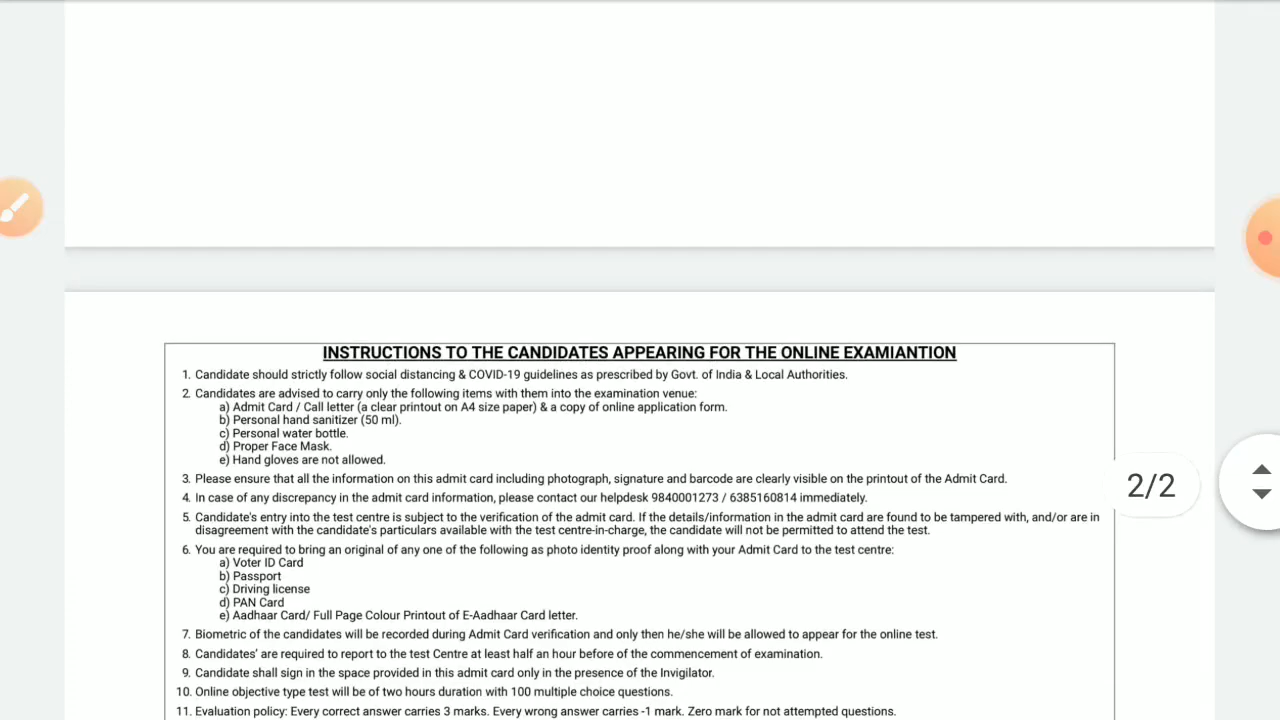 INSTRUCTIONS TO THE CANDIDATES APPEARING FOR THE ONLINE EXAMIANTION
1. Candidate should strictly follow social distancing & COVID-19 guidelines as prescribed by Govt. of India & Local Authorities.
2. Candidates are advised to carry only the following items with them into the examination venue:
a) Admit Card / Call letter (a clear printout on A4 size paper) & a copy of online application form.
b) Personal hand sanitizer (50 ml).
c) Personal water bottle.
d) Proper Face Mask.
e) Hand gloves are not allowed.
3. Please ensure that all the information on this admit card including photograph, signature and barcode are clearly visible on the printout of the Admit Card.
4. In case of any discrepancy in the admit card information, please contact our helpdesk 9840001273 / 6385160814 immediately.
2/2
5. Candidate's entry into the test centre is subject to the verification of the admit card. If the details/information in the admit card are found to be tampered with, and/or are in
disagreement with the candidate's particulars available with the test centre-in-charge, the candidate will not be permitted to attend the test.
6. You are required to bring an original of any one of the following as photo identity proof along with your Admit Card to the test centre:
a) Voter ID Card
b) Passport
c) Driving license
d) PAN Card
e) Aadhaar Card/ Full Page Colour Printout of E-Aadhaar Card letter.
7. Biometric of the candidates will be recorded during Admit Card verification and only then he/she will be allowed to appear for the online test.
8. Candidates' are required to report to the test Centre at least half an hour before of the commencement of examination.
9. Candidate shall sign in the space provided in this admit card only in the presence of the Invigilator.
10. Online objective type test will be of two hours duration with 100 multiple choice questions.
11. Evaluation policy: Every correct answer carries 3 marks. Every wrong answer carries -1 mark. Zero mark for not attempted questions.